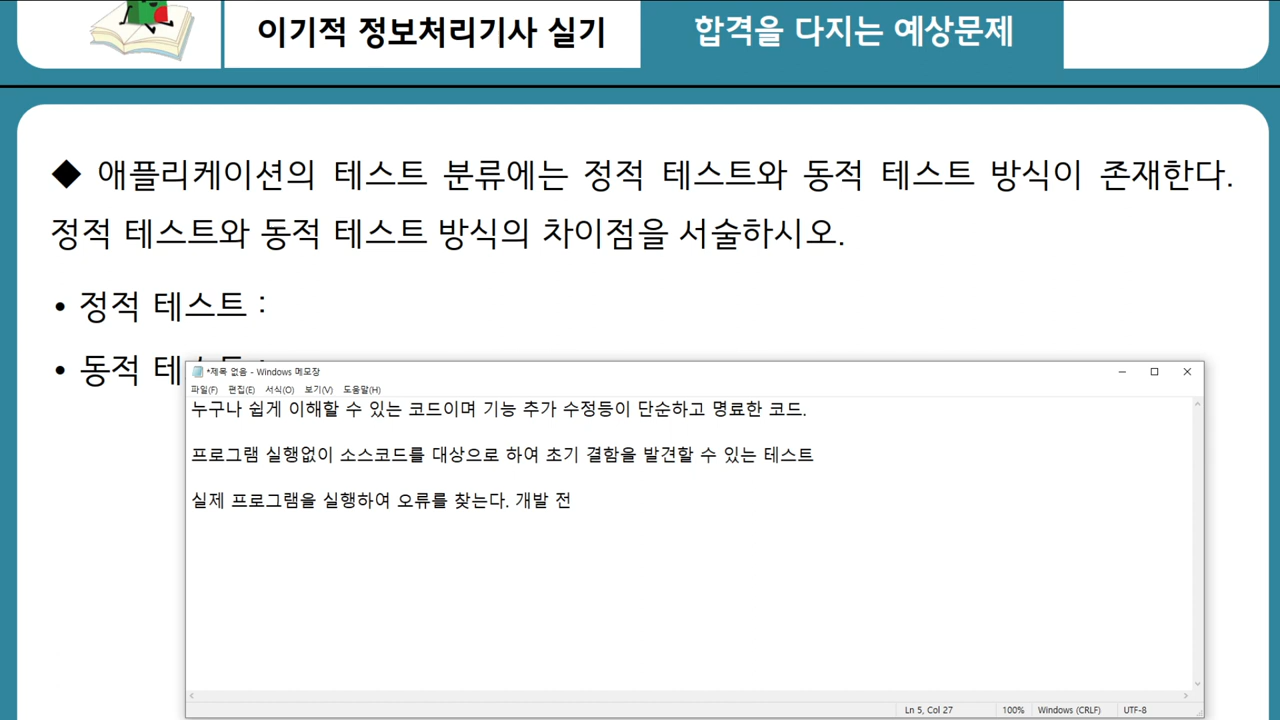 이기적 정보처리기사 실기
합격을 다지는 예상문제
◆ 애플리케이션의 테스트 분류에는 정적 테스트와 동적 테스트 방식이 존재한다.
정적 테스트와 동적 테스트 방식의 차이점을 서술하시오.
• 정적 테스트 :
• 동적 테
*제목 없음 - Windows 메모장
파일(F) 편집(E) 서식(O) 보기(V) 도움말(H)
누구나 쉽게 이해할 수 있는 코드이며 기능 추가 수정등이 단순하고 명료한 코드.
프로그램 실행없이 소스코드를 대상으로 하여 초기 결함을 발견할 수 있는 테스트
실제 프로그램을 실행하여 오류를 찾는다. 개발 전
Ln 5, Col 27 100% Windows (CRLF) UTF-8